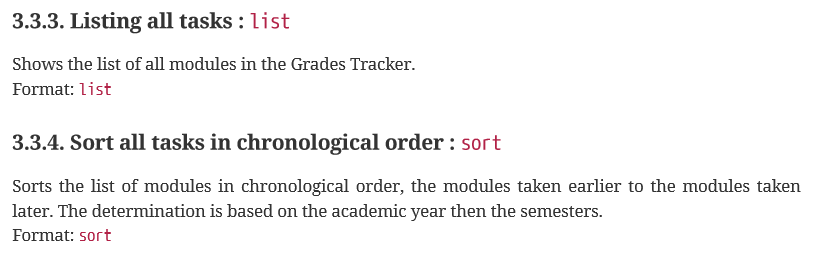 3.3.3. Listing all tasks : list
Shows the list of all modules in the Grades Tracker.
Format: list
3.3.4. Sort all tasks in chronological order : sort
Sorts the list of modules in chronological order, the modules taken earlier to the modules taken
later. The determination is based on the academic year then the semesters.
Format: sort